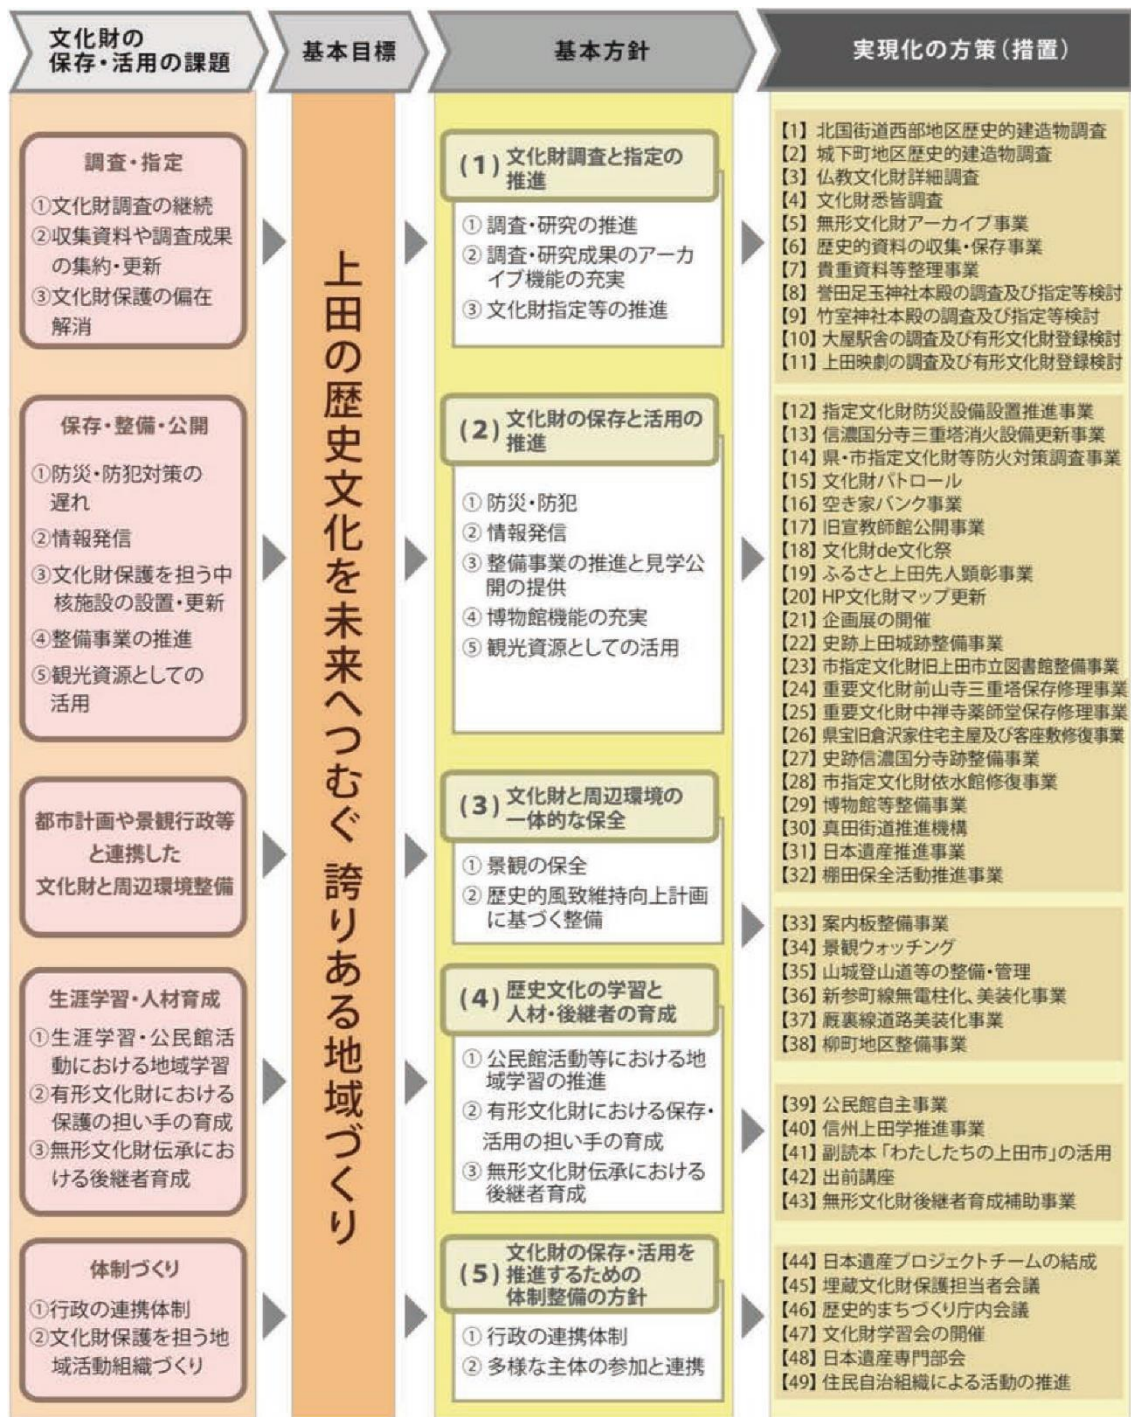 文化財の
保存・活用の課題
基本目標
基本方針
実現化の方策（措置）
調査・指定
①文化財調査の継続
②収集資料や調査成果
の集約・更新
③文化財保護の偏在
解消
保存・整備・公開
①防災・防犯対策の
遅れ
②情報発信
③文化財保護を担う中
核施設の設置・更新
④整備事業の推進
⑤観光資源としての
活用
都市計画や景観行政等
と連携した
文化財と周辺環境整備
生涯学習・人材育成
①生涯学習・公民館活
動における地域学習
②有形文化財における
保護の担い手の育成
③無形文化財伝承にお
ける後継者育成
体制づくり
①行政の連携体制
②文化財保護を担う地
域活動組織づくり
上田の歴史文化を未来へつむぐ 誇りある地域づくり
(1) 文化財調査と指定の
推進
① 調査・研究の推進
② 調査・研究成果のアーカ
イブ機能の充実
③ 文化財指定等の推進
(2) 文化財の保存と活用の
推進
① 防災・防犯
② 情報発信
③ 整備事業の推進と見学公
開の提供
④ 博物館機能の充実
⑤ 観光資源としての活用
(3) 文化財と周辺環境の
一体的な保全
① 景観の保全
② 歴史的風致維持向上計画
に基づく整備
(4) 歴史文化の学習と
人材・後継者の育成
① 公民館活動等における地
域学習の推進
② 有形文化財における保存・
活用の担い手の育成
③ 無形文化財伝承における
後継者育成
(5) 文化財の保存・活用を
推進するための
体制整備の方針
① 行政の連携体制
② 多様な主体の参加と連携
【1】北国街道西部地区歴史的建造物調査
【2】城下町地区歴史的建造物調査
【3】仏教文化財詳細調査
【4】文化財悉皆調査
【5】無形文化財アーカイブ事業
【6】歴史的資料の収集・保存事業
【7】貴重資料等整理事業
【8】誉田足玉神社本殿の調査及び指定等検討
【9】竹室神社本殿の調査及び指定等検討
【10】大屋駅舎の調査及び有形文化財登録検討
【11】上田映劇の調査及び有形文化財登録検討
【12】指定文化財防災設備設置推進事業
【13】信濃国分寺三重塔消火設備更新事業
【14】県・市指定文化財等防火対策調査事業
【15】文化財パトロール
【16】空き家バンク事業
【17】旧宣教師館公開事業
【18】文化財de文化祭
【19】ふるさと上田先人顕彰事業
【20】HP文化財マップ更新
【21】企画展の開催
【22】史跡上田城跡整備事業
【23】市指定文化財旧上田市立図書館整備事業
【24】重要文化財前山寺三重塔保存修理事業
【25】重要文化財中禅寺薬師堂保存修理事業
【26】県宝旧倉沢家住宅主屋及び客座敷修復事業
【27】史跡信濃国分寺跡整備事業
【28】市指定文化財依水館修復事業
【29】博物館等整備事業
【30】真田街道推進機構
【31】日本遺産推進事業
【32】棚田保全活動推進事業
【33】案内板整備事業
【34】景観ウォッチング
【35】山城登山道等の整備・管理
【36】新参町線無電柱化、美装化事業
【37】厩裏線道路美装化事業
【38】柳町地区整備事業
【39】公民館自主事業
【40】信州上田学推進事業
【41】副読本「わたしたちの上田市」の活用
【42】出前講座
【43】無形文化財後継者育成補助事業
【44】日本遺産プロジェクトチームの結成
【45】埋蔵文化財保護担当者会議
【46】歴史的まちづくり庁内会議
【47】文化財学習会の開催
【48】日本遺産専門部会
【49】住民自治組織による活動の推進